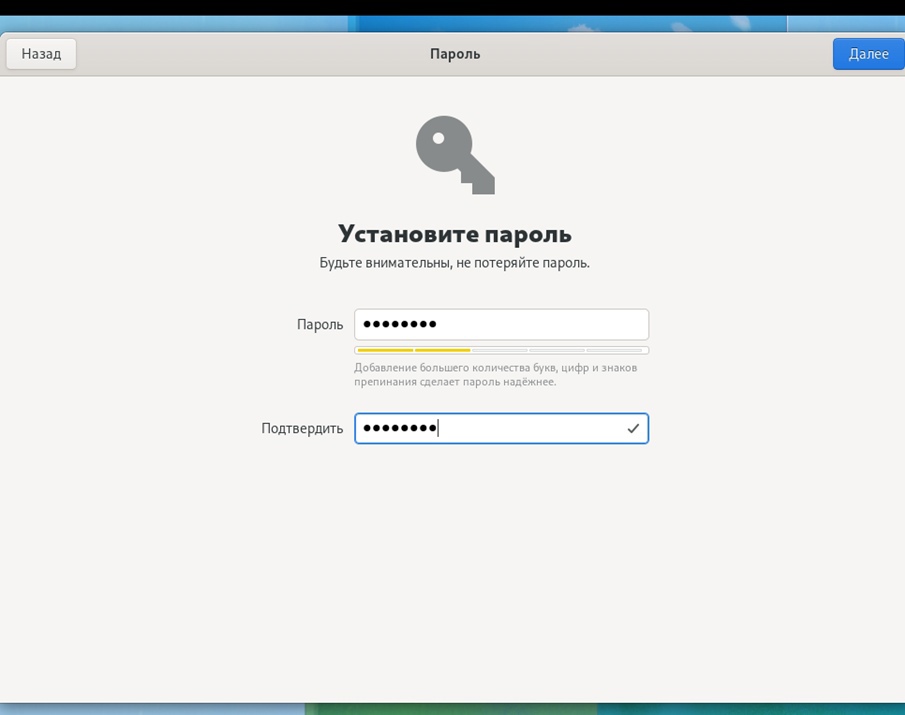 Назад
Пароль
Далее
Установите пароль
Будьте внимательны, не потеряйте пароль.
Пароль
●●●●●●●●
Добавление большего количества букв, цифр и знаков
препинания сделает пароль надёжнее.
Подтвердить
●●●●●●●●